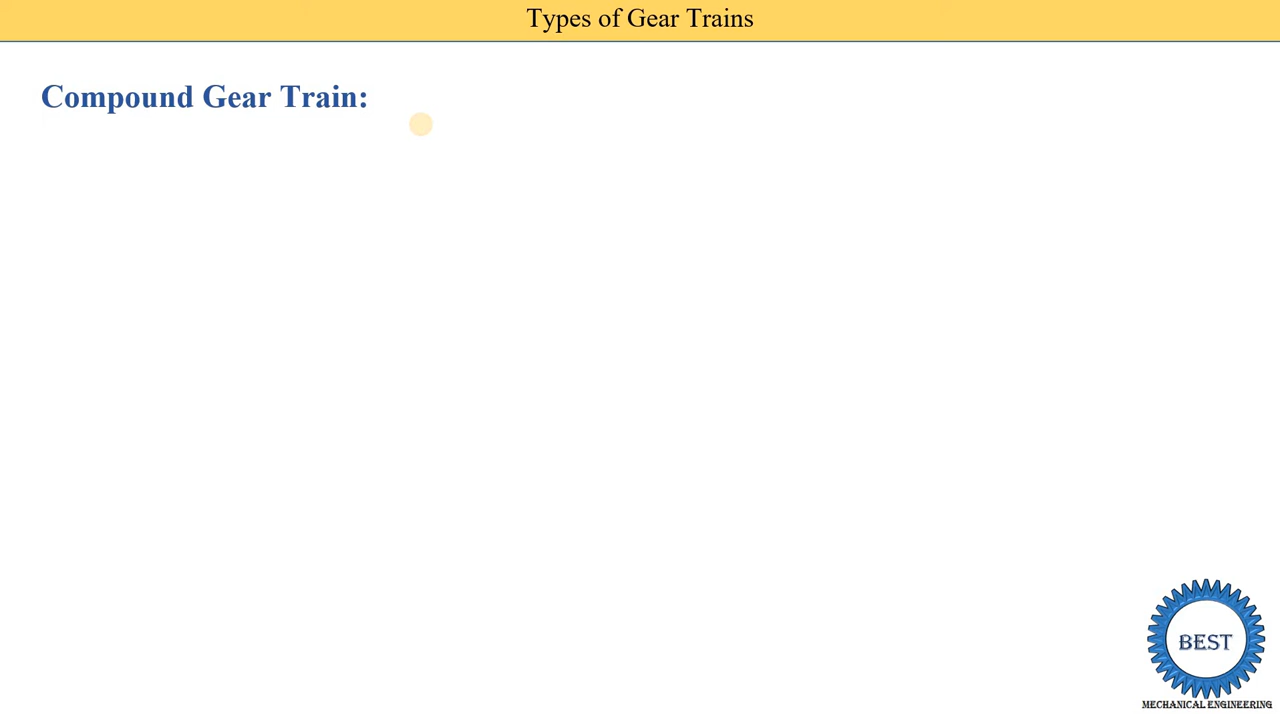 Types of Gear Trains
Compound Gear Train:
BEST
MECHANICAL ENGINEERING